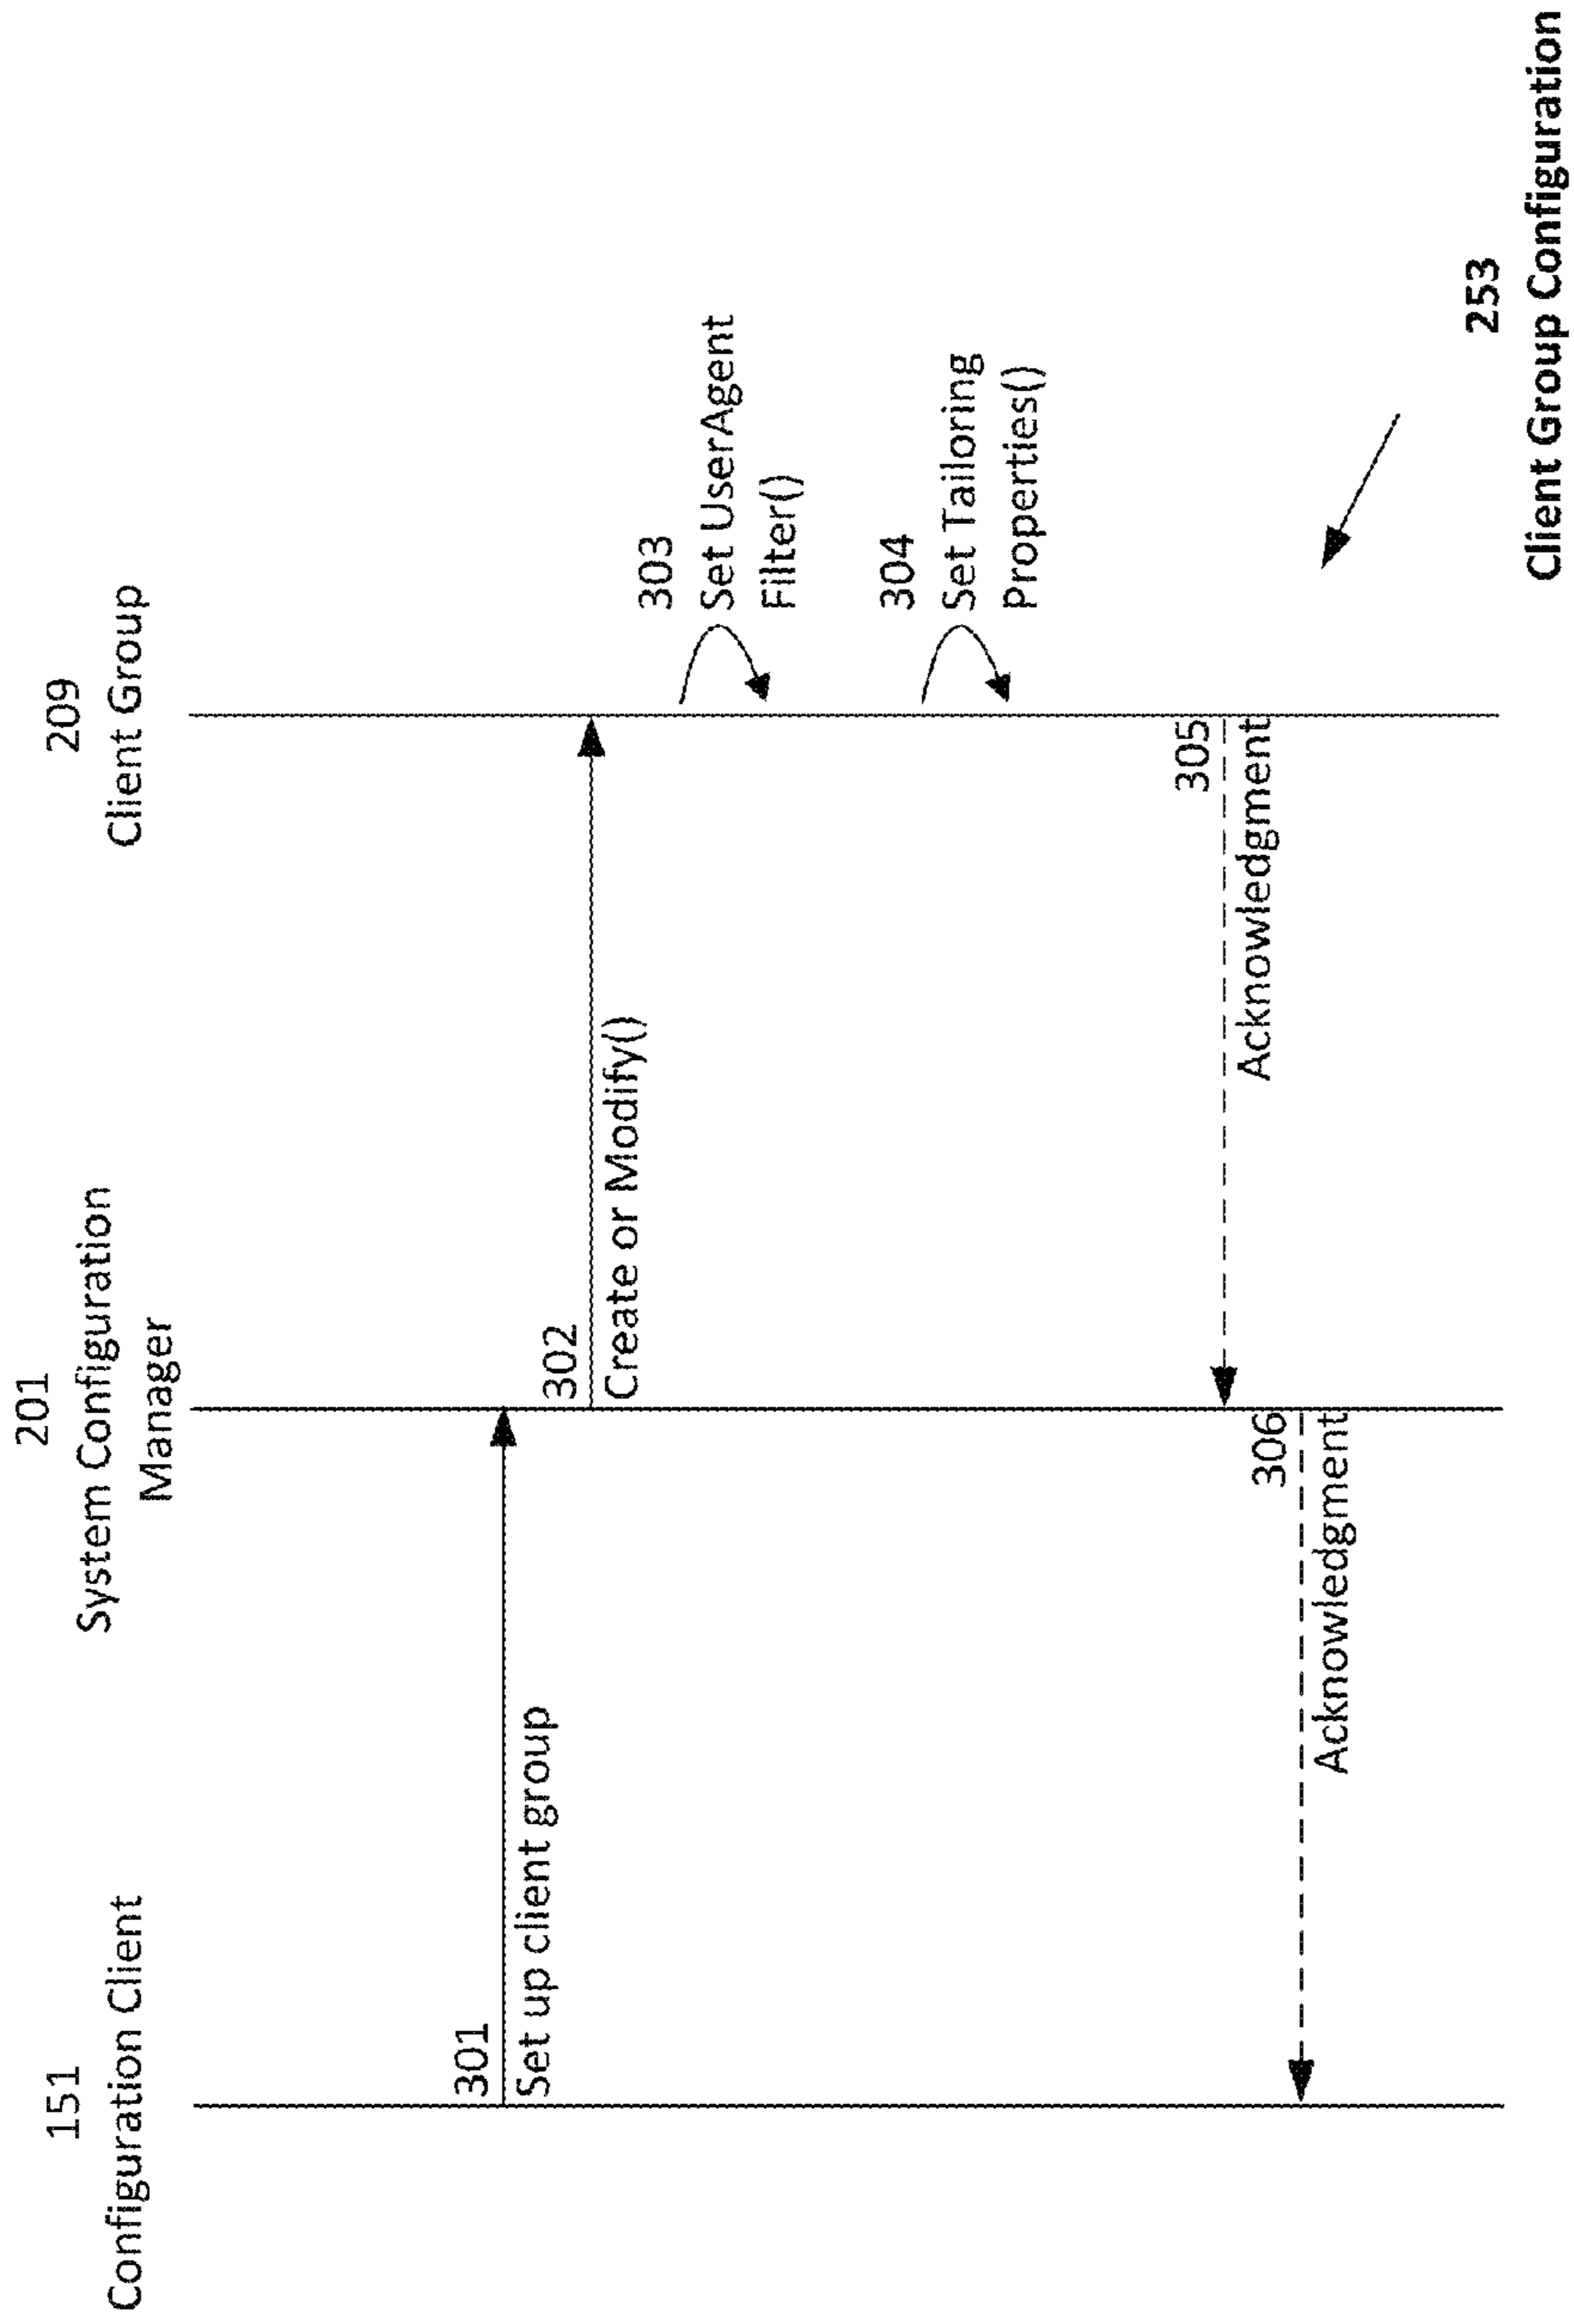 151
Configuration Client
201
System Configuration
Manager
209
Client Group
301
Set up client group
302
Create or Modify()
303
Set UserAgent
Filter()
304
Set Tailoring
Properties()
305
Acknowledgment
306
Acknowledgment
253
Client Group Configuration